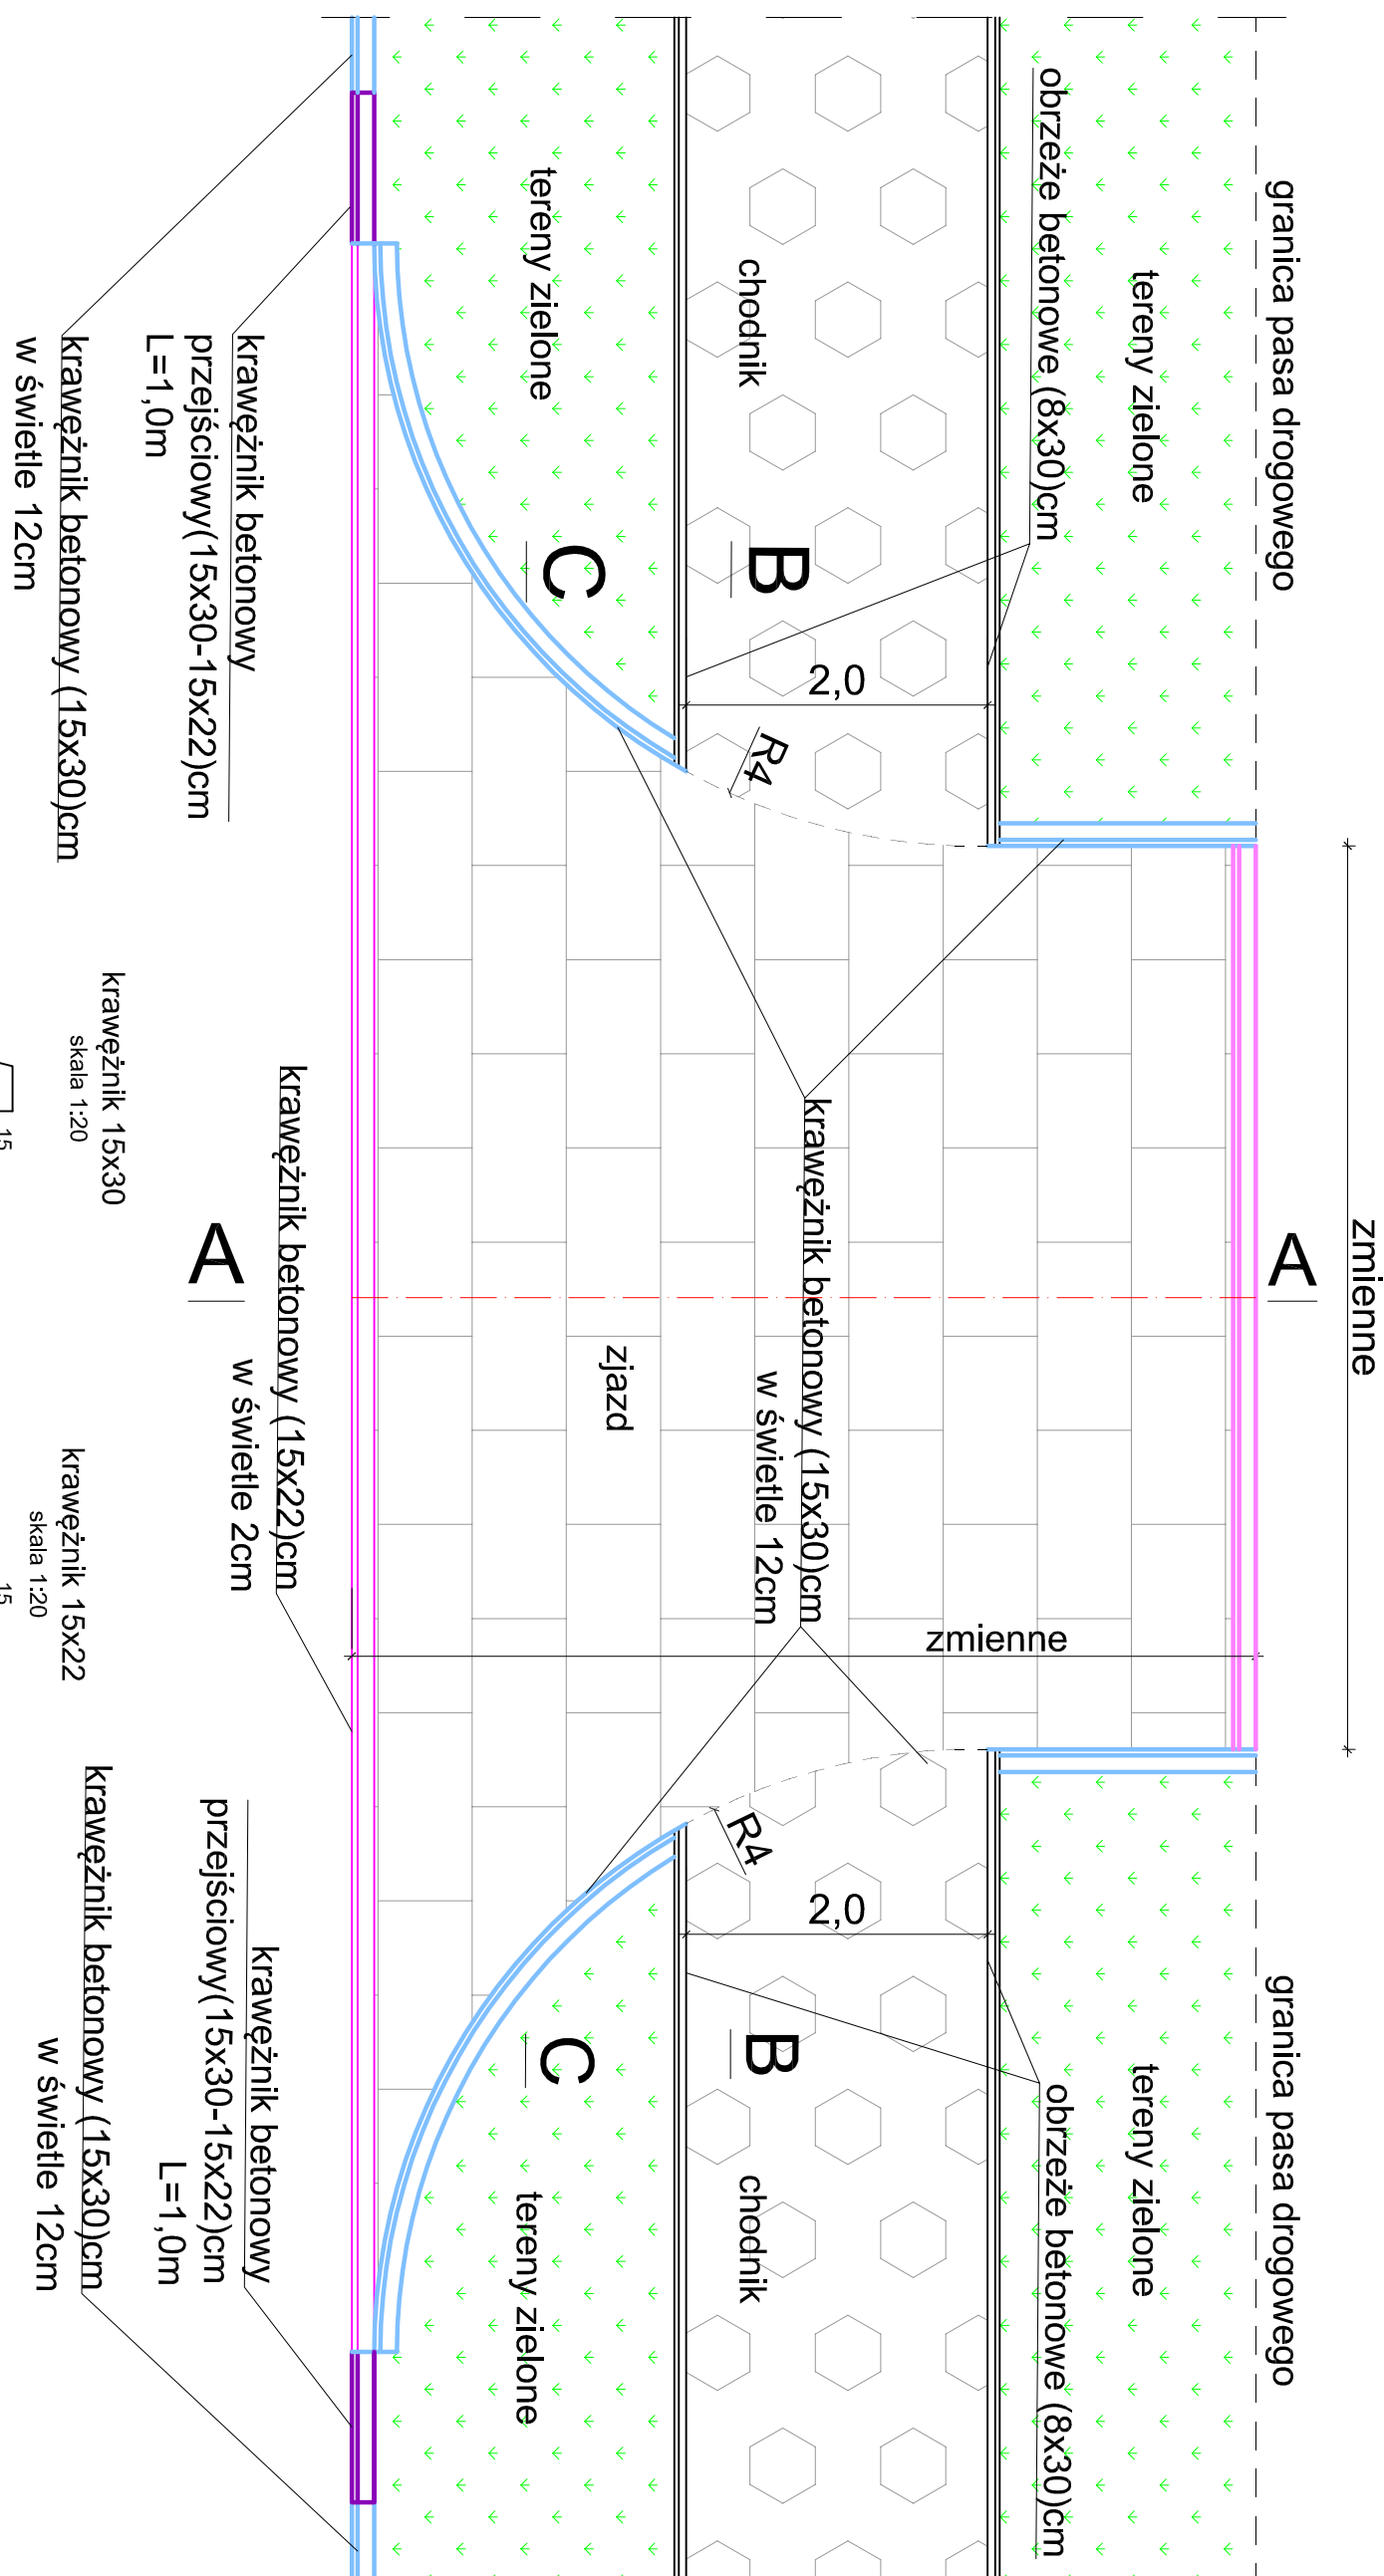 zmienne
granica pasa drogowego
A
granica pasa drogowego
tereny zielone
tereny zielone
obrzeże betonowe (8x30)cm
obrzeże betonowe (8x30)cm
2,0
2,0
zmienne
B
B
chodnik
chodnik
R4
R4
krawężnik betonowy (15x30)cm
w świetle 12cm
C
C
tereny zielone
tereny zielone
zjazd
krawężnik betonowy
przejściowy(15x30-15x22)cm
L=1,0m
krawężnik betonowy (15x22)cm
w świetle 2cm
krawężnik betonowy
przejściowy(15x30-15x22)cm
L=1,0m
A
krawężnik betonowy (15x30)cm
w świetle 12cm
krawężnik 15x30
skala 1:20
15
krawężnik 15x22
skala 1:20
15
krawężnik betonowy (15x30)cm
w świetle 12cm